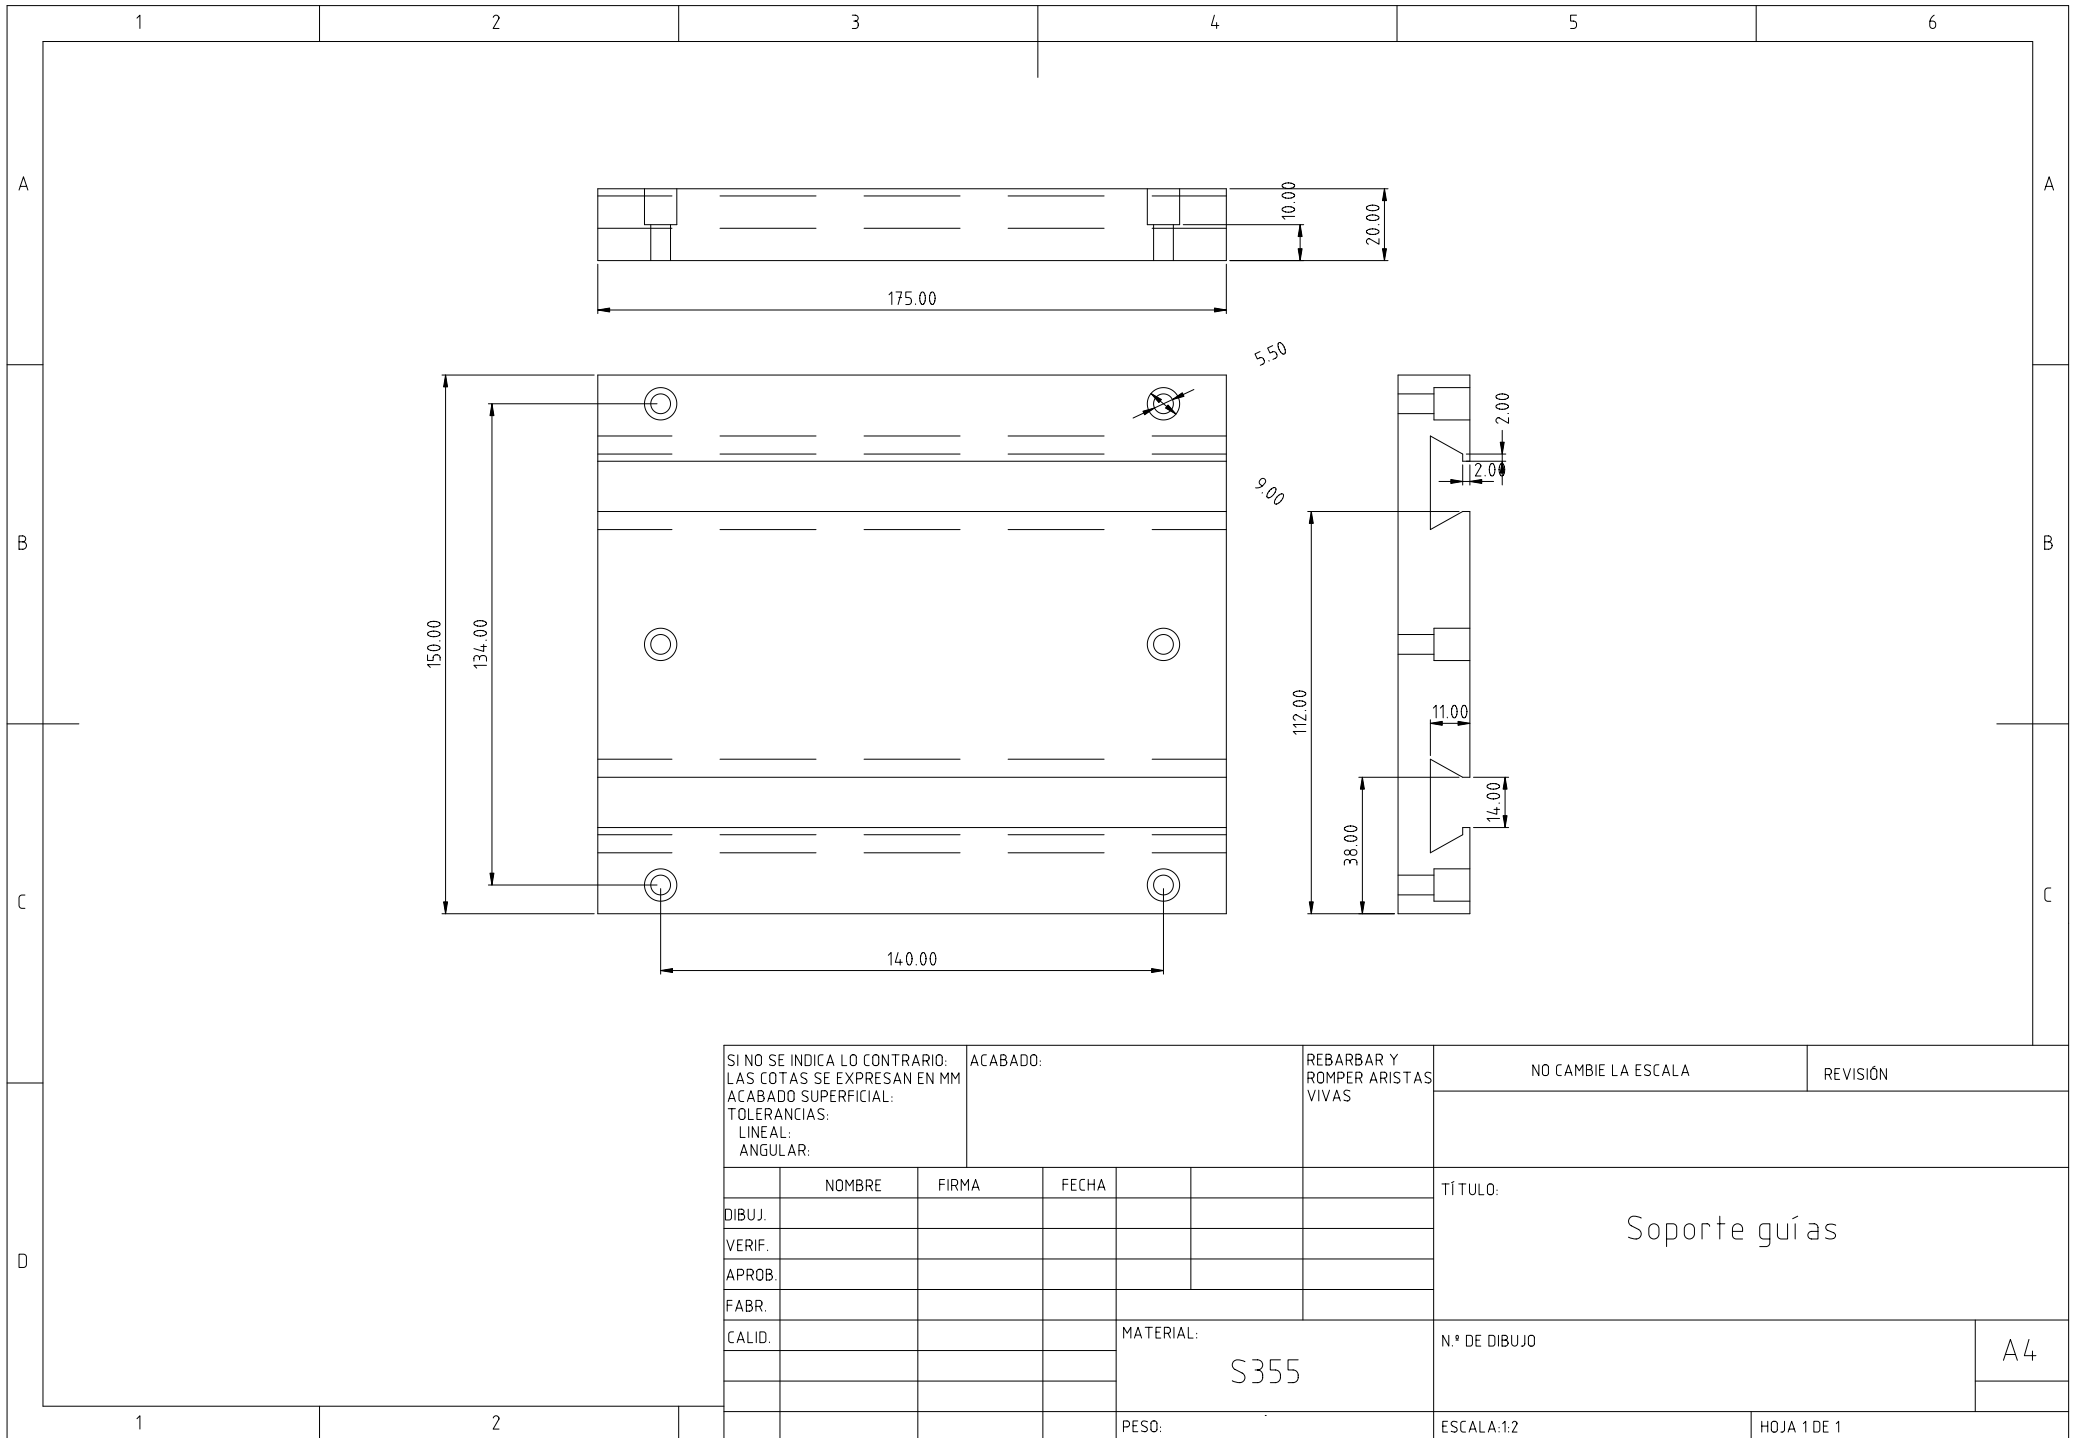 1 2 3 4 5 6
A A
10.00
20.00
175.00
5.50
2.00
2.00
9.00
B B
150.00
134.00
112.00
11.00
14.00
38.00
C C
140.00
SI NO SE INDICA LO CONTRARIO:
LAS COTAS SE EXPRESAN EN MM
ACABADO SUPERFICIAL:
TOLERANCIAS:
LINEAL:
ANGULAR:
ACABADO:
REBARBAR Y
ROMPER ARISTAS
VIVAS
NO CAMBIE LA ESCALA
REVISIÓN
NOMBRE FIRMA FECHA
DIBUJ.
VERIF.
APROB.
FABR.
CALID.
TÍTULO:
Soporte guías
D
MATERIAL:
S355
N.º DE DIBUJO
A4
PESO:
ESCALA:1:2
HOJA 1 DE 1
1 2